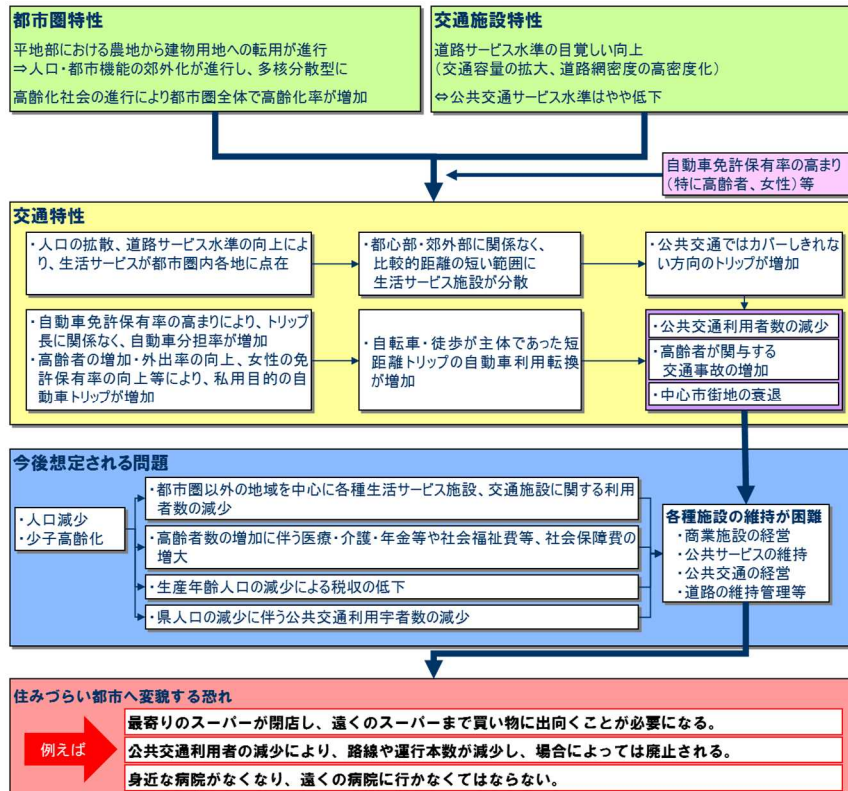 都市圏特性
平地部における農地から建物用地への転用が進行
⇒人口・都市機能の郊外化が進行し、多核分散型に
高齢化社会の進行により都市圏全体で高齢化率が増加
交通施設特性
道路サービス水準の目覚しい向上
（交通容量の拡大、道路網密度の高密度化）
⇔公共交通サービス水準はやや低下
自動車免許保有率の高まり
（特に高齢者、女性）等
交通特性
・人口の拡散、道路サービス水準の向上によ
り、生活サービスが都市圏内各地に点在
・都心部・郊外部に関係なく、
比較的距離の短い範囲に
生活サービス施設が分散
・公共交通ではカバーしきれ
ない方向のトリップが増加
・自動車免許保有率の高まりにより、トリップ
長に関係なく、自動車分担率が増加
・高齢者の増加・外出率の向上、女性の免
許保有率の向上等により、私用目的の自
動車トリップが増加
・自転車・徒歩が主体であった短
距離トリップの自動車利用転換
が増加
・公共交通利用者数の減少
・高齢者が関与する
交通事故の増加
・中心市街地の衰退
今後想定される問題
・人口減少
・少子高齢化
・都市圏以外の地域を中心に各種生活サービス施設、交通施設に関する利用
者数の減少
・高齢者数の増加に伴う医療・介護・年金等や社会福祉費等、社会保障費の
増大
・生産年齢人口の減少による税収の低下
・県人口の減少に伴う公共交通利用宇者数の減少
各種施設の維持が困難
・商業施設の経営
・公共サービスの維持
・公共交通の経営
・道路の維持管理等
住みづらい都市へ変貌する恐れ
例えば
最寄りのスーパーが閉店し、遠くのスーパーまで買い物に出向くことが必要になる。
公共交通利用者の減少により、路線や運行本数が減少し、場合によっては廃止される。
身近な病院がなくなり、遠くの病院に行かなくてはならない。